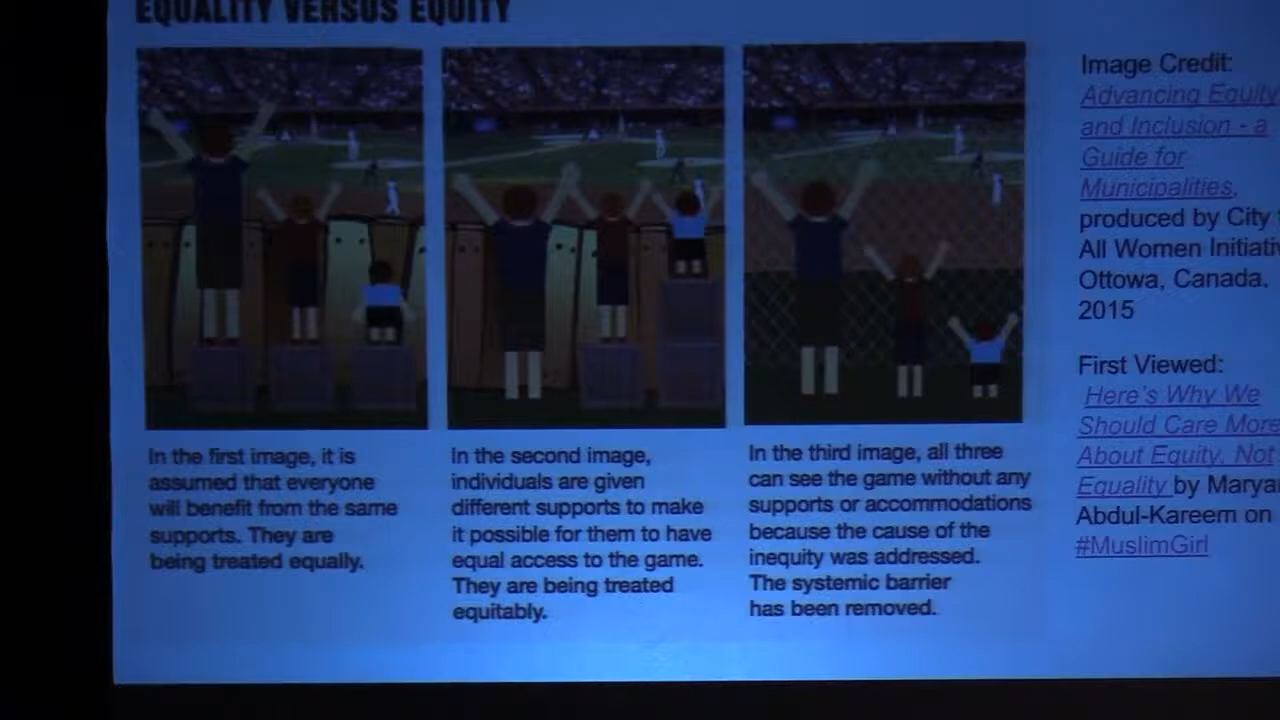 EQUALITY VERSUS EQUITY
In the first image, it is
assumed that everyone
will benefit from the same
supports. They are
being treated equally.
In the second image,
individuals are given
different supports to make
it possible for them to have
equal access to the game.
They are being treated
equitably.
In the third image, all three
can see the game without any
supports or accommodations
because the cause of the
inequity was addressed.
The systemic barrier
has been removed.
Image Credit:
Advancing Equity
and Inclusion - a
Guide for
Municipalities,
produced by City
All Women Initiati
Ottowa, Canada,
2015
First Viewed:
Here's Why We
Should Care More
About Equity, Not
Equality by Marya
Abdul-Kareem on
#MuslimGirl